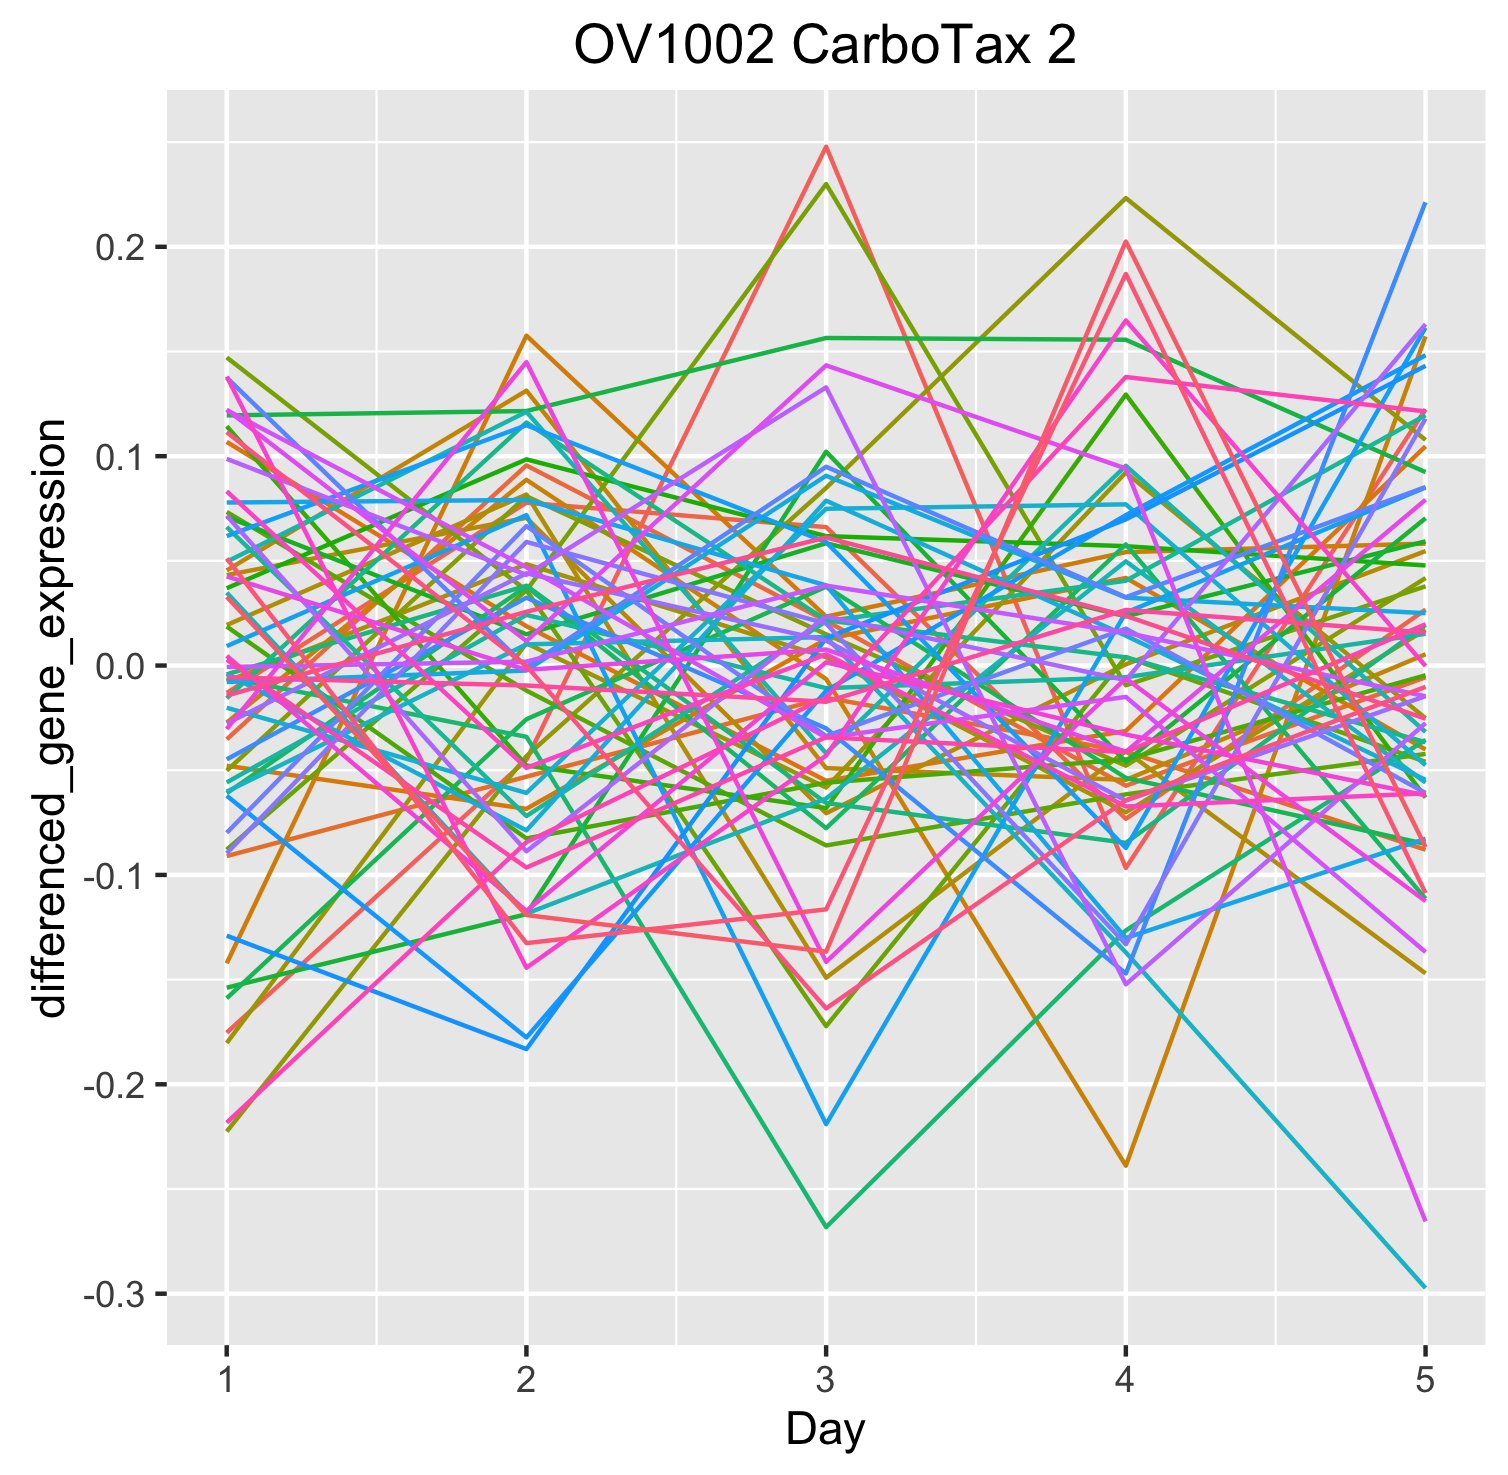 OV1002 CarboTax 2
differenced_gene_expression
0.2
0.1
0.0
-0.1
-0.2
-0.3
1 2 3 4 5
Day